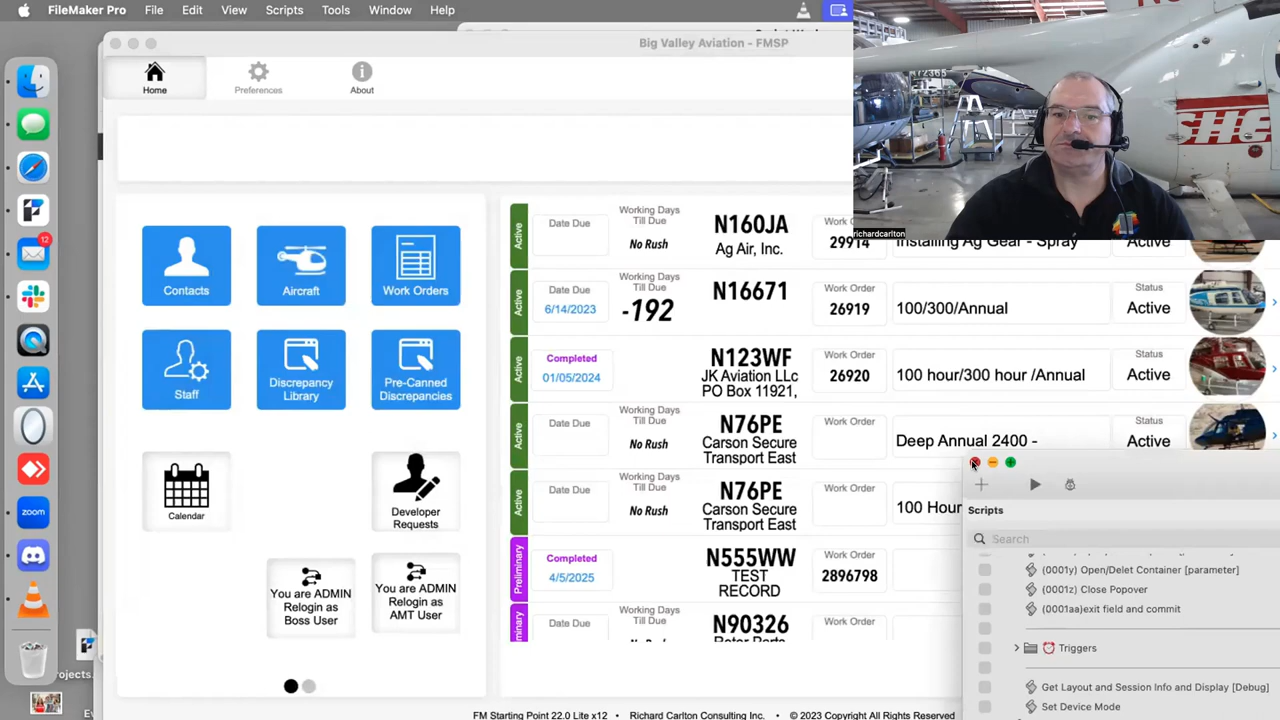 FileMaker Pro File Edit View Scripts Tools Window Help
Big Valley Aviation - FMSP
Home
Preferences
About
Contacts
Aircraft
Work Orders
Staff
Discrepancy
Library
Pre-Canned
Discrepancies
Calendar
Developer
Requests
You are ADMIN
Relogin as
Boss User
You are ADMIN
Relogin as
AMT User
Active
Date Due
Working Days
Till Due
No Rush
N160JA
Ag Air, Inc.
29914
Installing Ag Gear - Spray
Active
Active
Date Due
6/14/2023
Working Days
Till Due
-192
N16671
Work Order
26919
100/300/Annual
Status
Active
Active
Completed
01/05/2024
N123WF
JK Aviation LLc
PO Box 11921,
Work Order
26920
100 hour/300 hour /Annual
Status
Active
Active
Date Due
Working Days
Till Due
No Rush
N76PE
Carson Secure
Transport East
Work Order
Deep Annual 2400 -
Status
Active
Active
Date Due
Working Days
Till Due
No Rush
N76PE
Carson Secure
Transport East
Work Order
100 Hour
Preliminary
Completed
4/5/2025
N555WW
TEST
RECORD
Work Order
2896798
Date Due
Working Days
Till Due
N90326
Work Order
Scripts
Search
(0001y) Open/Delet Container [parameter]
(0001z) Close Popover
(0001aa)exit field and commit
Triggers
Get Layout and Session Info and Display [Debug]
Set Device Mode
FM Starting Point 22.0 Lite x12 • Richard Carlton Consulting Inc. • © 2023 Copyright All Rights Reserved
richardcarlton
SHE
zoom
12
rojects.